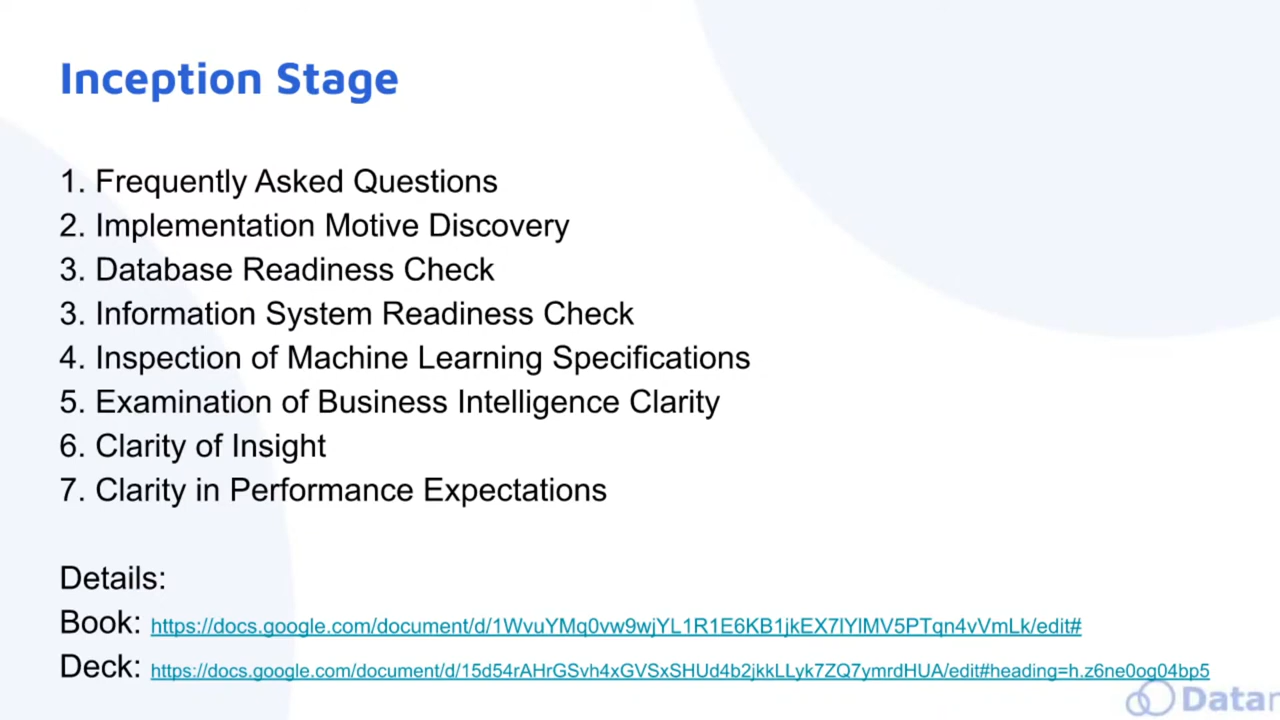 Inception Stage
1. Frequently Asked Questions
2. Implementation Motive Discovery
3. Database Readiness Check
3. Information System Readiness Check
4. Inspection of Machine Learning Specifications
5. Examination of Business Intelligence Clarity
6. Clarity of Insight
7. Clarity in Performance Expectations
Details:
Book: https://docs.google.com/document/d/1WvuYMq0vw9wjYL1R1E6KB1jkEX7lYlMV5PTqn4vVmLk/edit#
Deck: https://docs.google.com/document/d/15d54rAHrGSvh4xGVSxSHUd4b2jkkLLyk7ZQ7ymrdHUA/edit#heading=h.z6ne0og04bp5